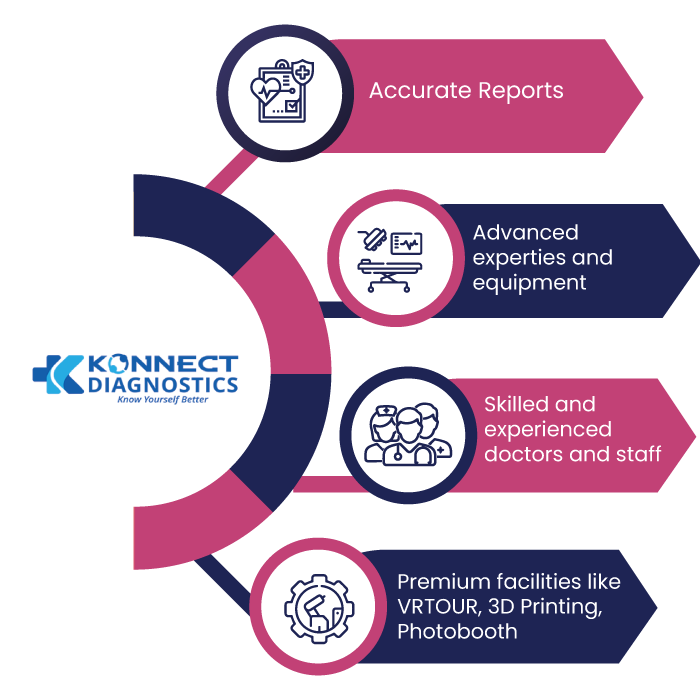 Accurate Reports
Advanced
experties and
equipment
KONNECT
DIAGNOSTICS
Know Yourself Better
Skilled and
experienced
doctors and staff
Premium facilities like
VRTOUR, 3D Printing,
Photobooth